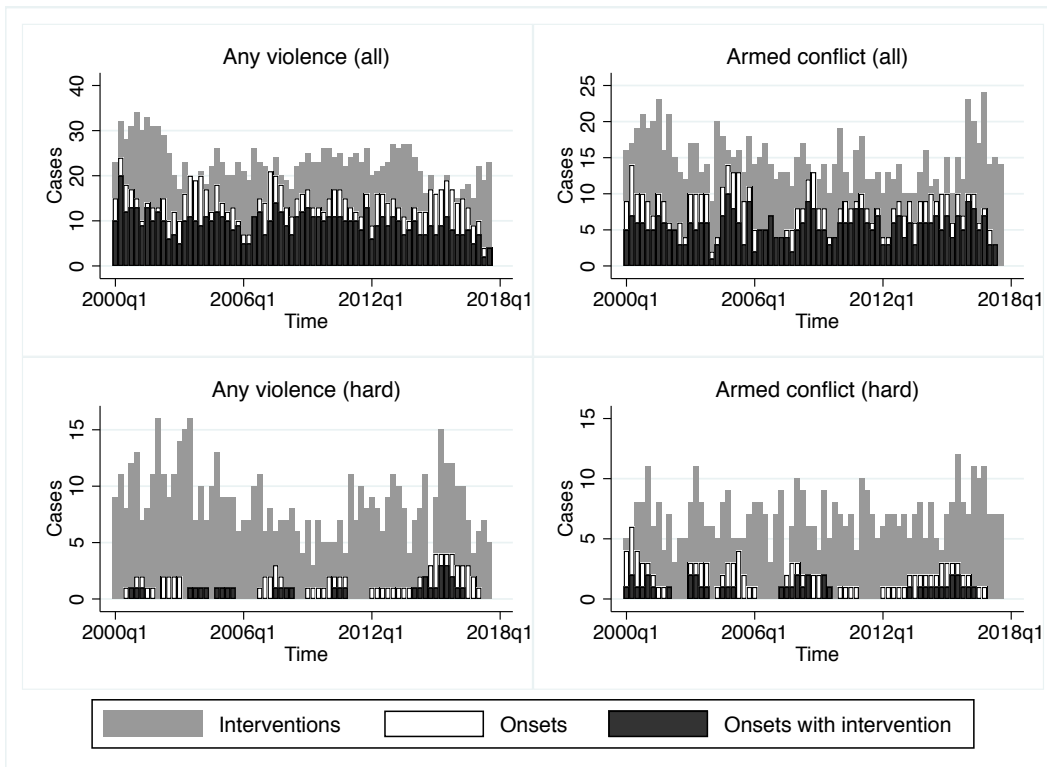 Any violence (all)
Cases
0 10 20 30 40
2000q1 2006q1 2012q1 2018q1
Time
Armed conflict (all)
Cases
0 5 10 15 20 25
2000q1 2006q1 2012q1 2018q1
Time
Any violence (hard)
Cases
0 5 10 15
2000q1 2006q1 2012q1 2018q1
Time
Armed conflict (hard)
Cases
0 5 10 15
2000q1 2006q1 2012q1 2018q1
Time
Interventions Onsets Onsets with intervention